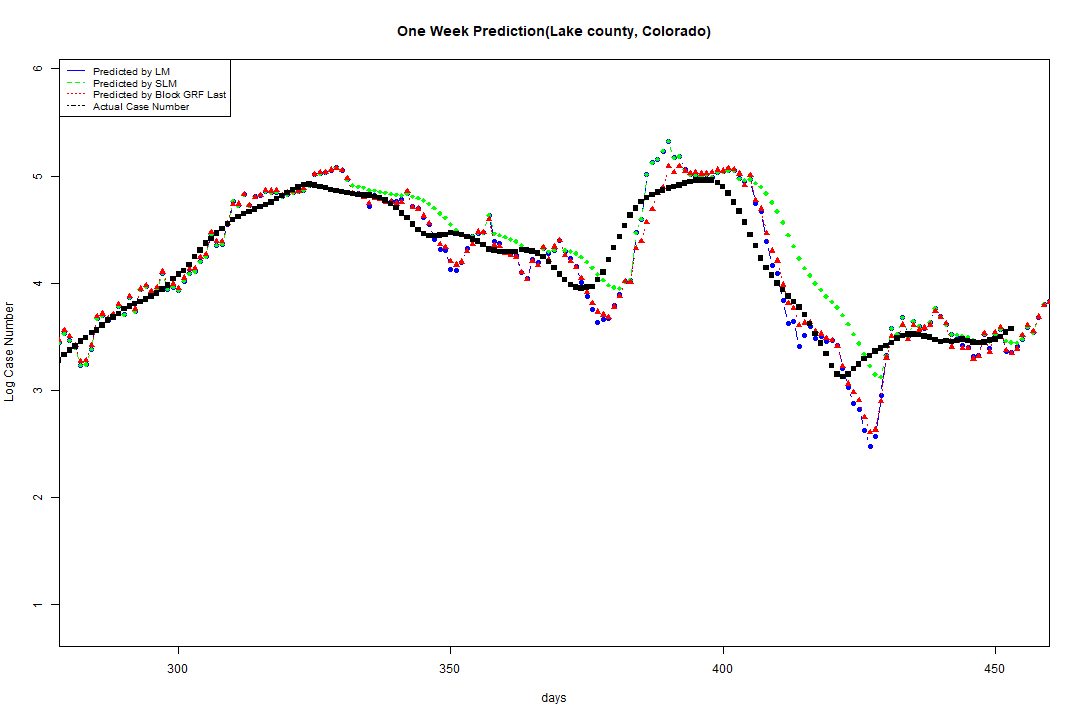 One Week Prediction(Lake county, Colorado)
Predicted by LM
Predicted by SLM
Predicted by Block GRF Last
Actual Case Number
6
5
4
3
2
1
Log Case Number
300
350
400
450
days